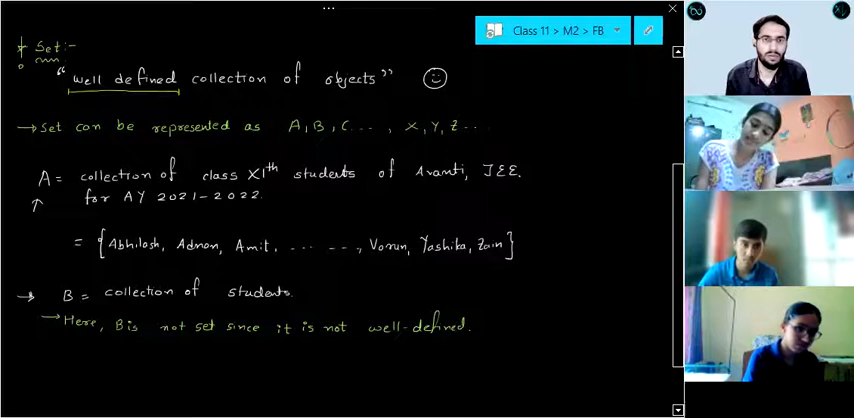 ...
Class 11 > M2 > FB
* Set:-
"well defined collection of objects"
→ Set can be represented as A, B, C ...., X, Y, Z ....
A = collection of class XIth students of Avanti, JEE.
for AY 2021-2022.
= {Abhilash, Adnan, Amit, ... ..., Varun, Yashika, Zain}
→ B = collection of students.
→ Here, B is not set since it is not well-defined.